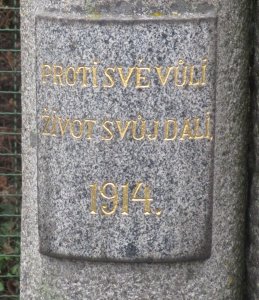 PROTI SVÉ VŮLI
ŽIVOT SVŮJ DALI.
1914.